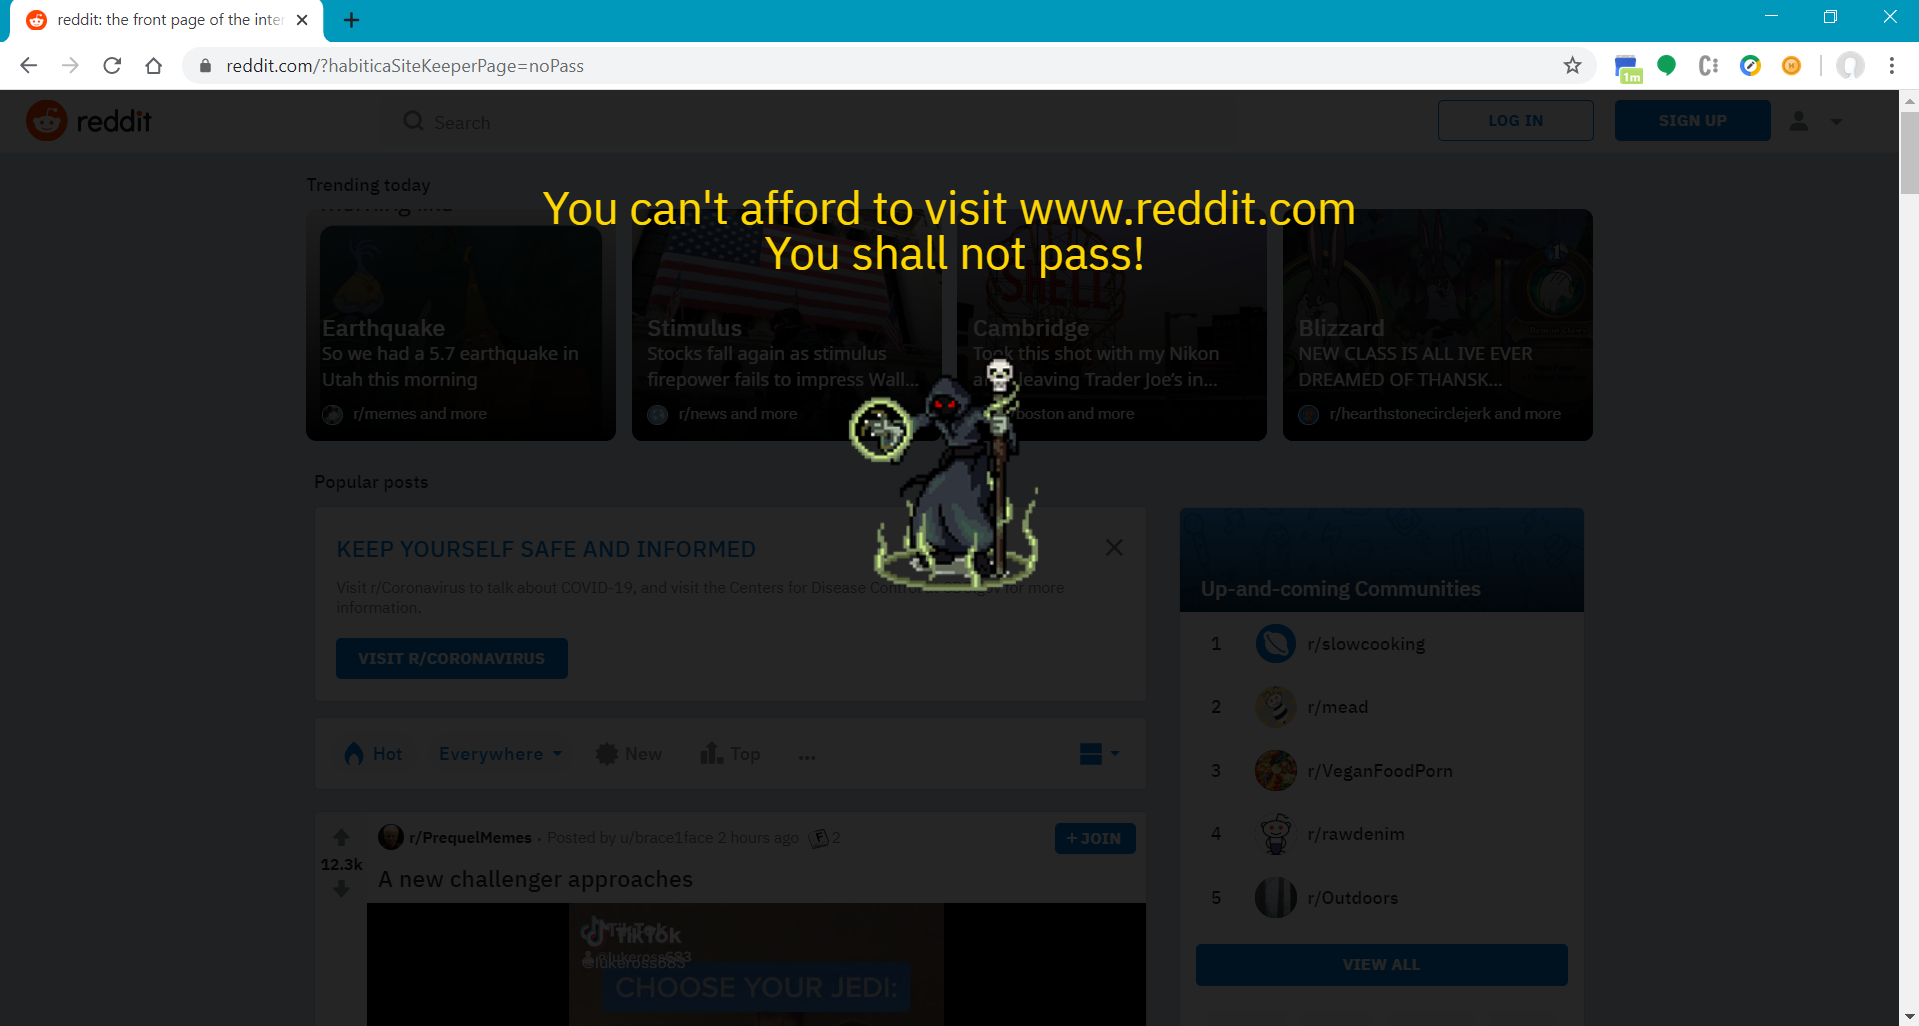 reddit: the front page of the inter
reddit.com/?habiticaSiteKeeperPage=noPass
1m
reddit
Search
LOG IN
SIGN UP
Trending today
You can't afford to visit www.reddit.com
You shall not pass!
Earthquake
So we had a 5.7 earthquake in
Utah this morning
r/memes and more
Stimulus
Stocks fall again as stimulus
firepower fails to impress Wall...
r/news and more
SHELL
Cambridge
Took this shot with my Nikon
leaving Trader Joe's in...
boston and more
Blizzard
NEW CLASS IS ALL IVE EVER
DREAMED OF THANSK...
r/hearthstonecirclejerk and more
Popular posts
KEEP YOURSELF SAFE AND INFORMED
Visit r/Coronavirus to talk about COVID-19, and visit the Centers for Disease for more
information.
VISIT R/CORONAVIRUS
Hot
Everywhere
New
Top
...
r/PrequelMemes · Posted by u/brace1face 2 hours ago
F 2
+ JOIN
12.3k
A new challenger approaches
TikTok
@lukeross683
CHOOSE YOUR JEDI:
Up-and-coming Communities
1 r/slowcooking
2 r/mead
3 r/VeganFoodPorn
4 r/rawdenim
5 r/Outdoors
VIEW ALL